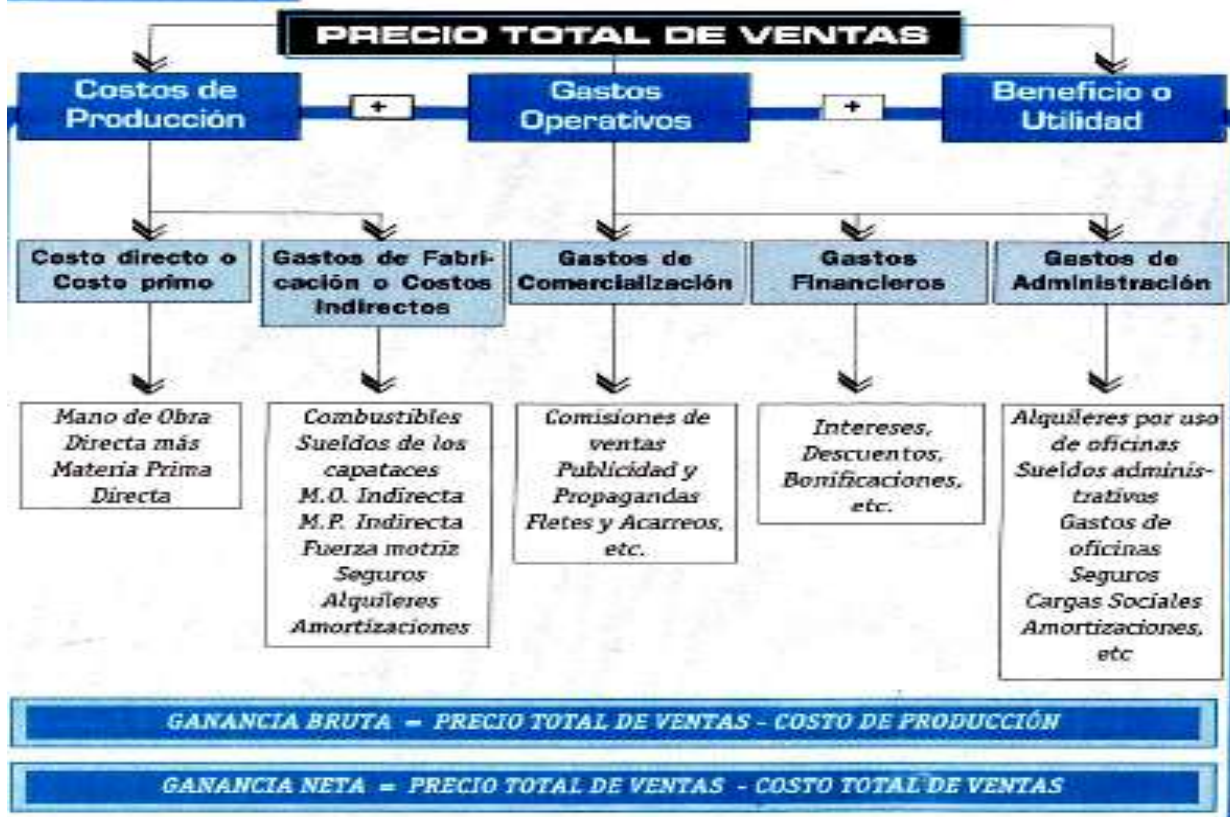 PRECIO TOTAL DE VENTAS
Costos de
Producción
+
Gastos
Operativos
+
Beneficio o
Utilidad
Costo directo o
Costo primo
Gastos de Fabri-
cación o Costos
Indirectos
Gastos de
Comercialización
Gastos
Financieros
Gastos de
Administración
Mano de Obra
Directa más
Materia Prima
Directa
Combustibles
Sueldos de los
capataces
M.O. Indirecta
M.P. Indirecta
Fuerza motriz
Seguros
Alquileres
Amortizaciones
Comisiones de
ventas
Publicidad y
Propagandas
Fletes y Acarreos,
etc.
Intereses,
Descuentos,
Bonificaciones,
etc.
Alquileres por uso
de oficinas
Sueldos adminis-
trativos
Gastos de
oficinas
Seguros
Cargas Sociales
Amortizaciones,
etc
GANANCIA BRUTA = PRECIO TOTAL DE VENTAS - COSTO DE PRODUCCIÓN
GANANCIA NETA = PRECIO TOTAL DE VENTAS - COSTO TOTAL DE VENTAS